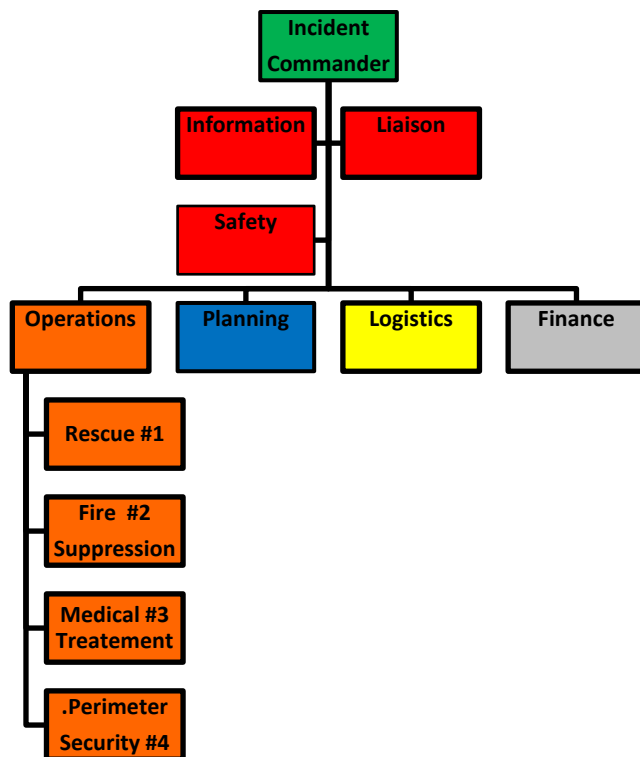 Incident
Commander
Information
Liaison
Safety
Operations
Planning
Logistics
Finance
Rescue #1
Fire  #2
Suppression
Medical #3
Treatement
.Perimeter
Security #4